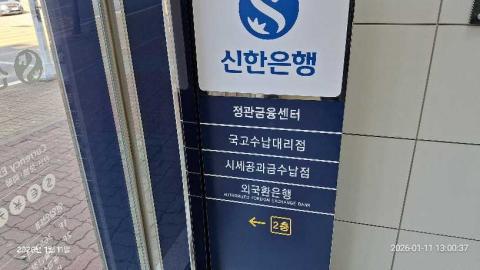 신한은행
정관금융센터
국고수납대리점
시세공과금수납점
외국환은행
AUTHORIZED FOREIGN EXCHANGE BANK
← 2층
Currency E
2026-01-11 13:00:37